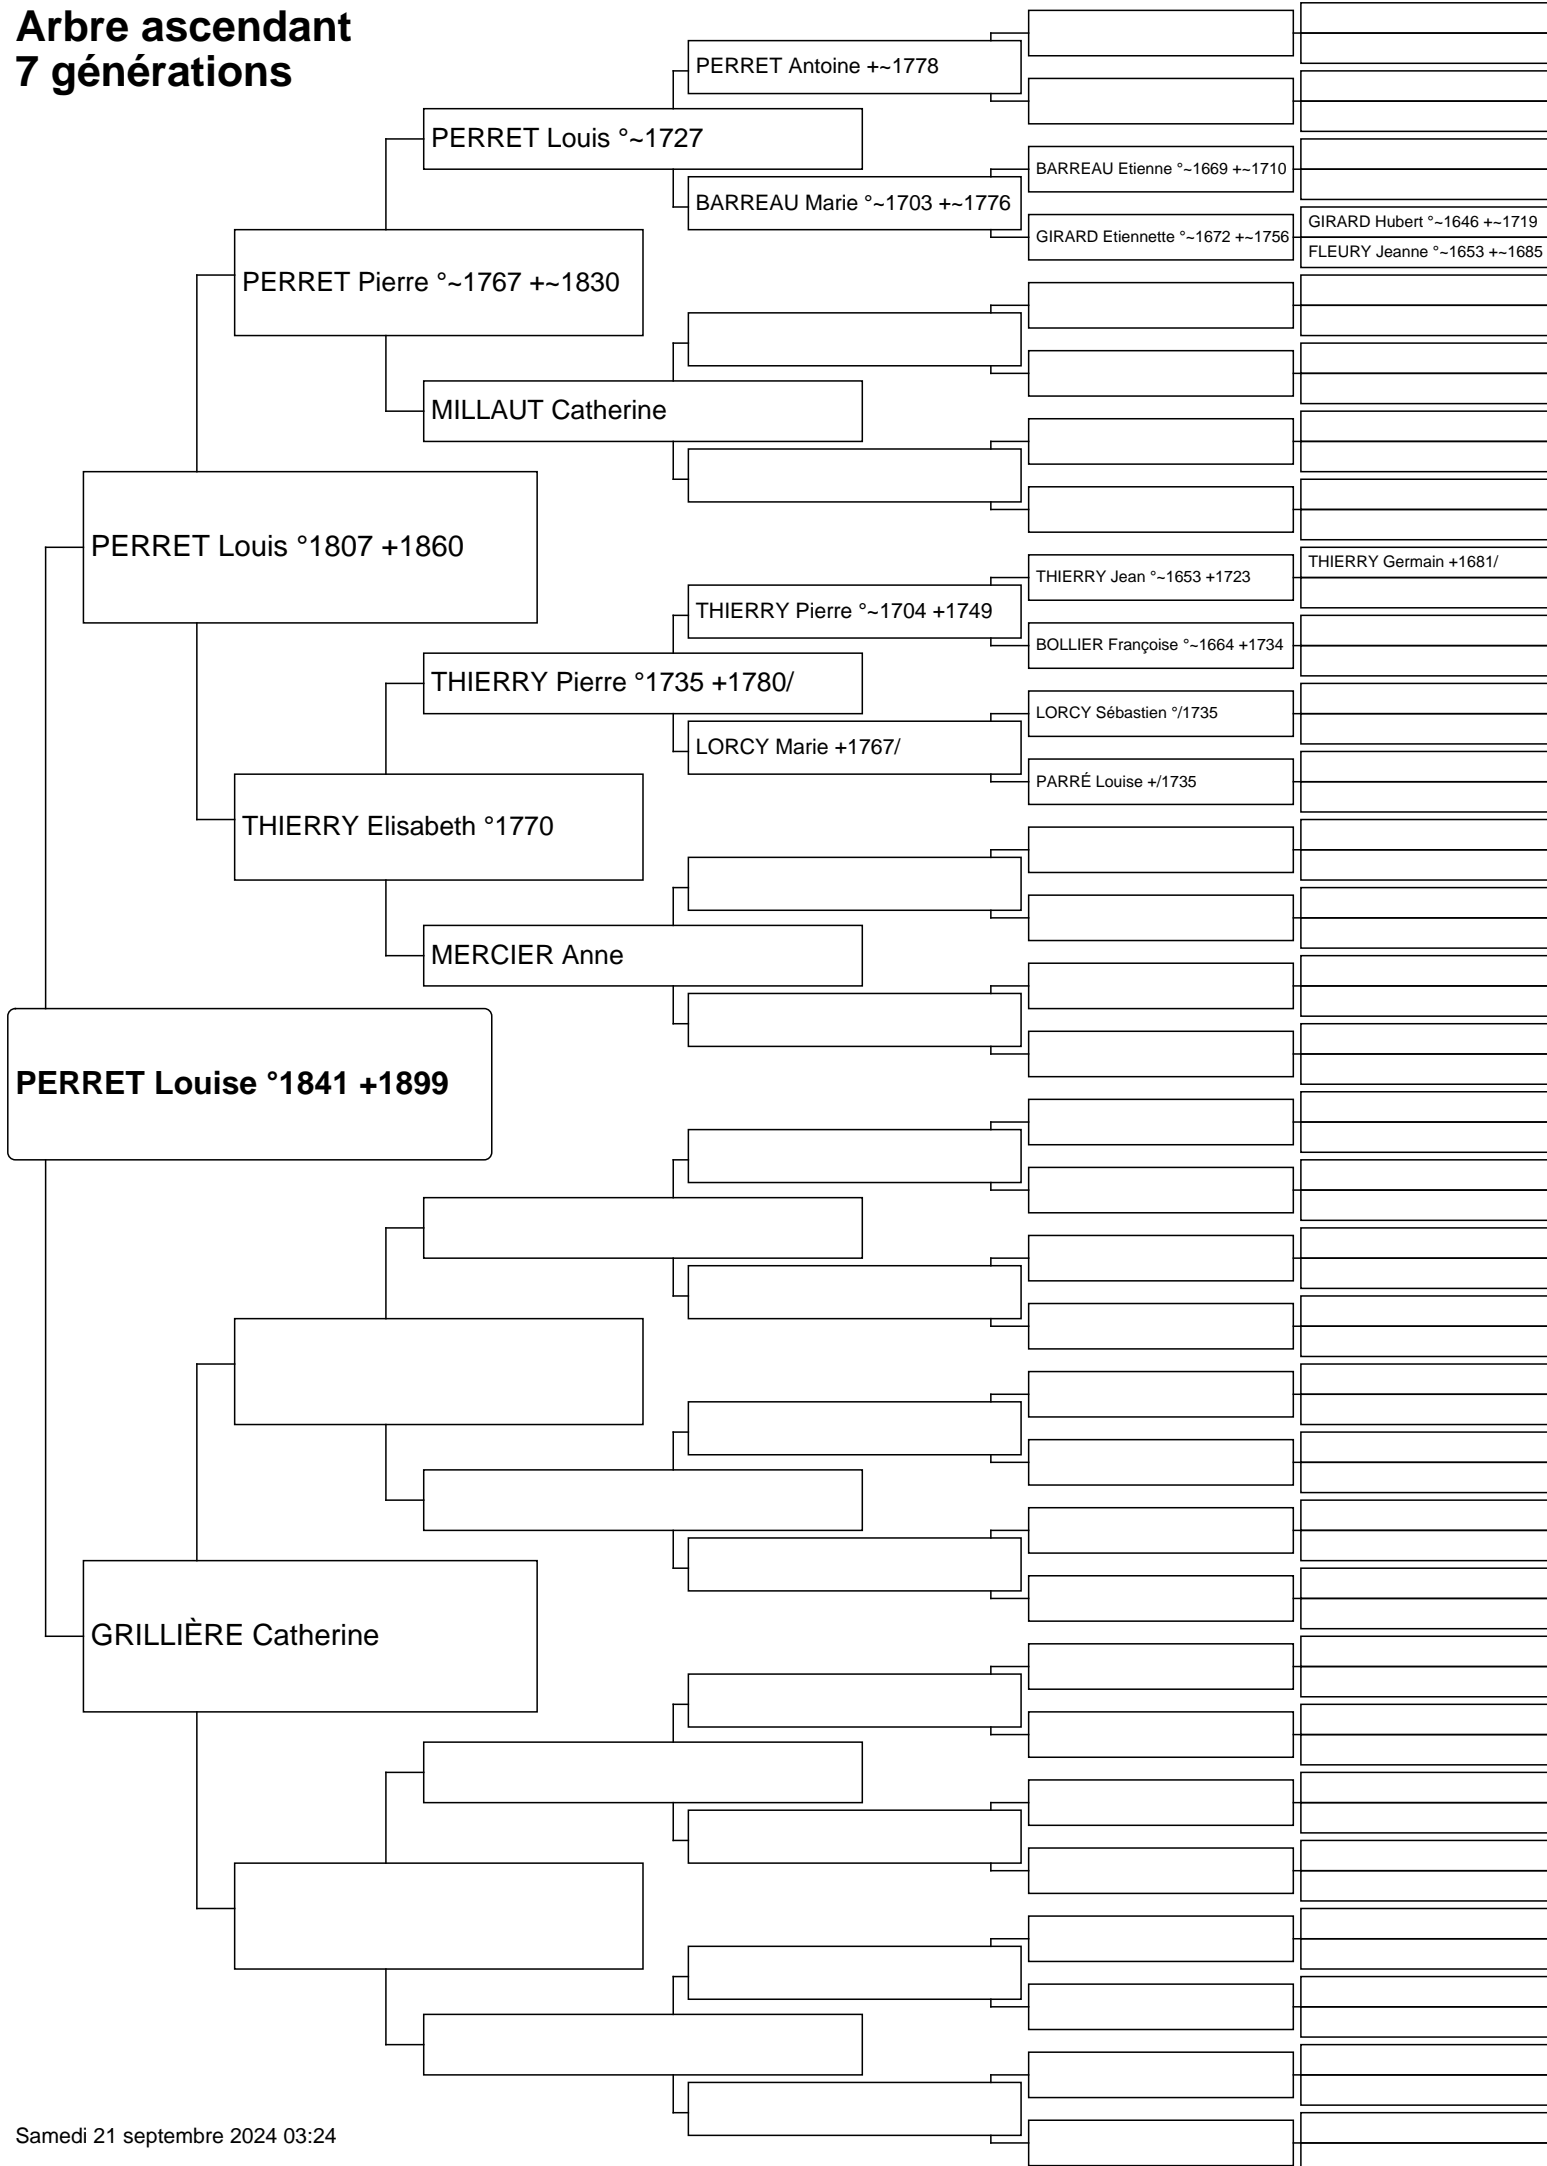 Arbre ascendant
7 générations
PERRET Antoine +~1778
PERRET Louis °~1727
BARREAU Etienne °~1669 +~1710
BARREAU Marie °~1703 +~1776
GIRARD Hubert °~1646 +~1719
GIRARD Etiennette °~1672 +~1756
FLEURY Jeanne °~1653 +~1685
PERRET Pierre °~1767 +~1830
MILLAUT Catherine
PERRET Louis °1807 +1860
THIERRY Germain +1681/
THIERRY Jean °~1653 +1723
THIERRY Pierre °~1704 +1749
BOLLIER Françoise °~1664 +1734
THIERRY Pierre °1735 +1780/
LORCY Sébastien °/1735
LORCY Marie +1767/
PARRÉ Louise +/1735
THIERRY Elisabeth °1770
MERCIER Anne
PERRET Louise °1841 +1899
GRILLIÈRE Catherine
Samedi 21 septembre 2024 03:24